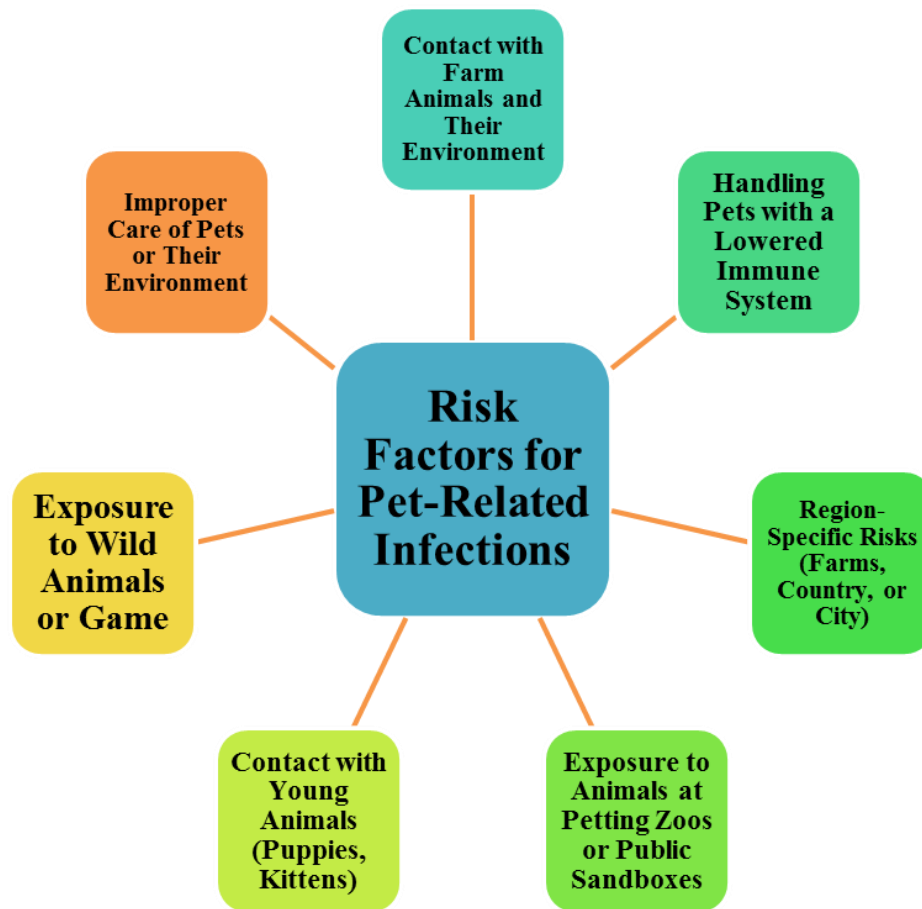 Contact with
Farm
Animals and
Their
Environment
Handling
Pets with a
Lowered
Immune
System
Region-
Specific Risks
(Farms,
Country, or
City)
Exposure to
Animals at
Petting Zoos
or Public
Sandboxes
Contact with
Young
Animals
(Puppies,
Kittens)
Exposure
to Wild
Animals
or Game
Improper
Care of Pets
or Their
Environment
Risk
Factors for
Pet-Related
Infections